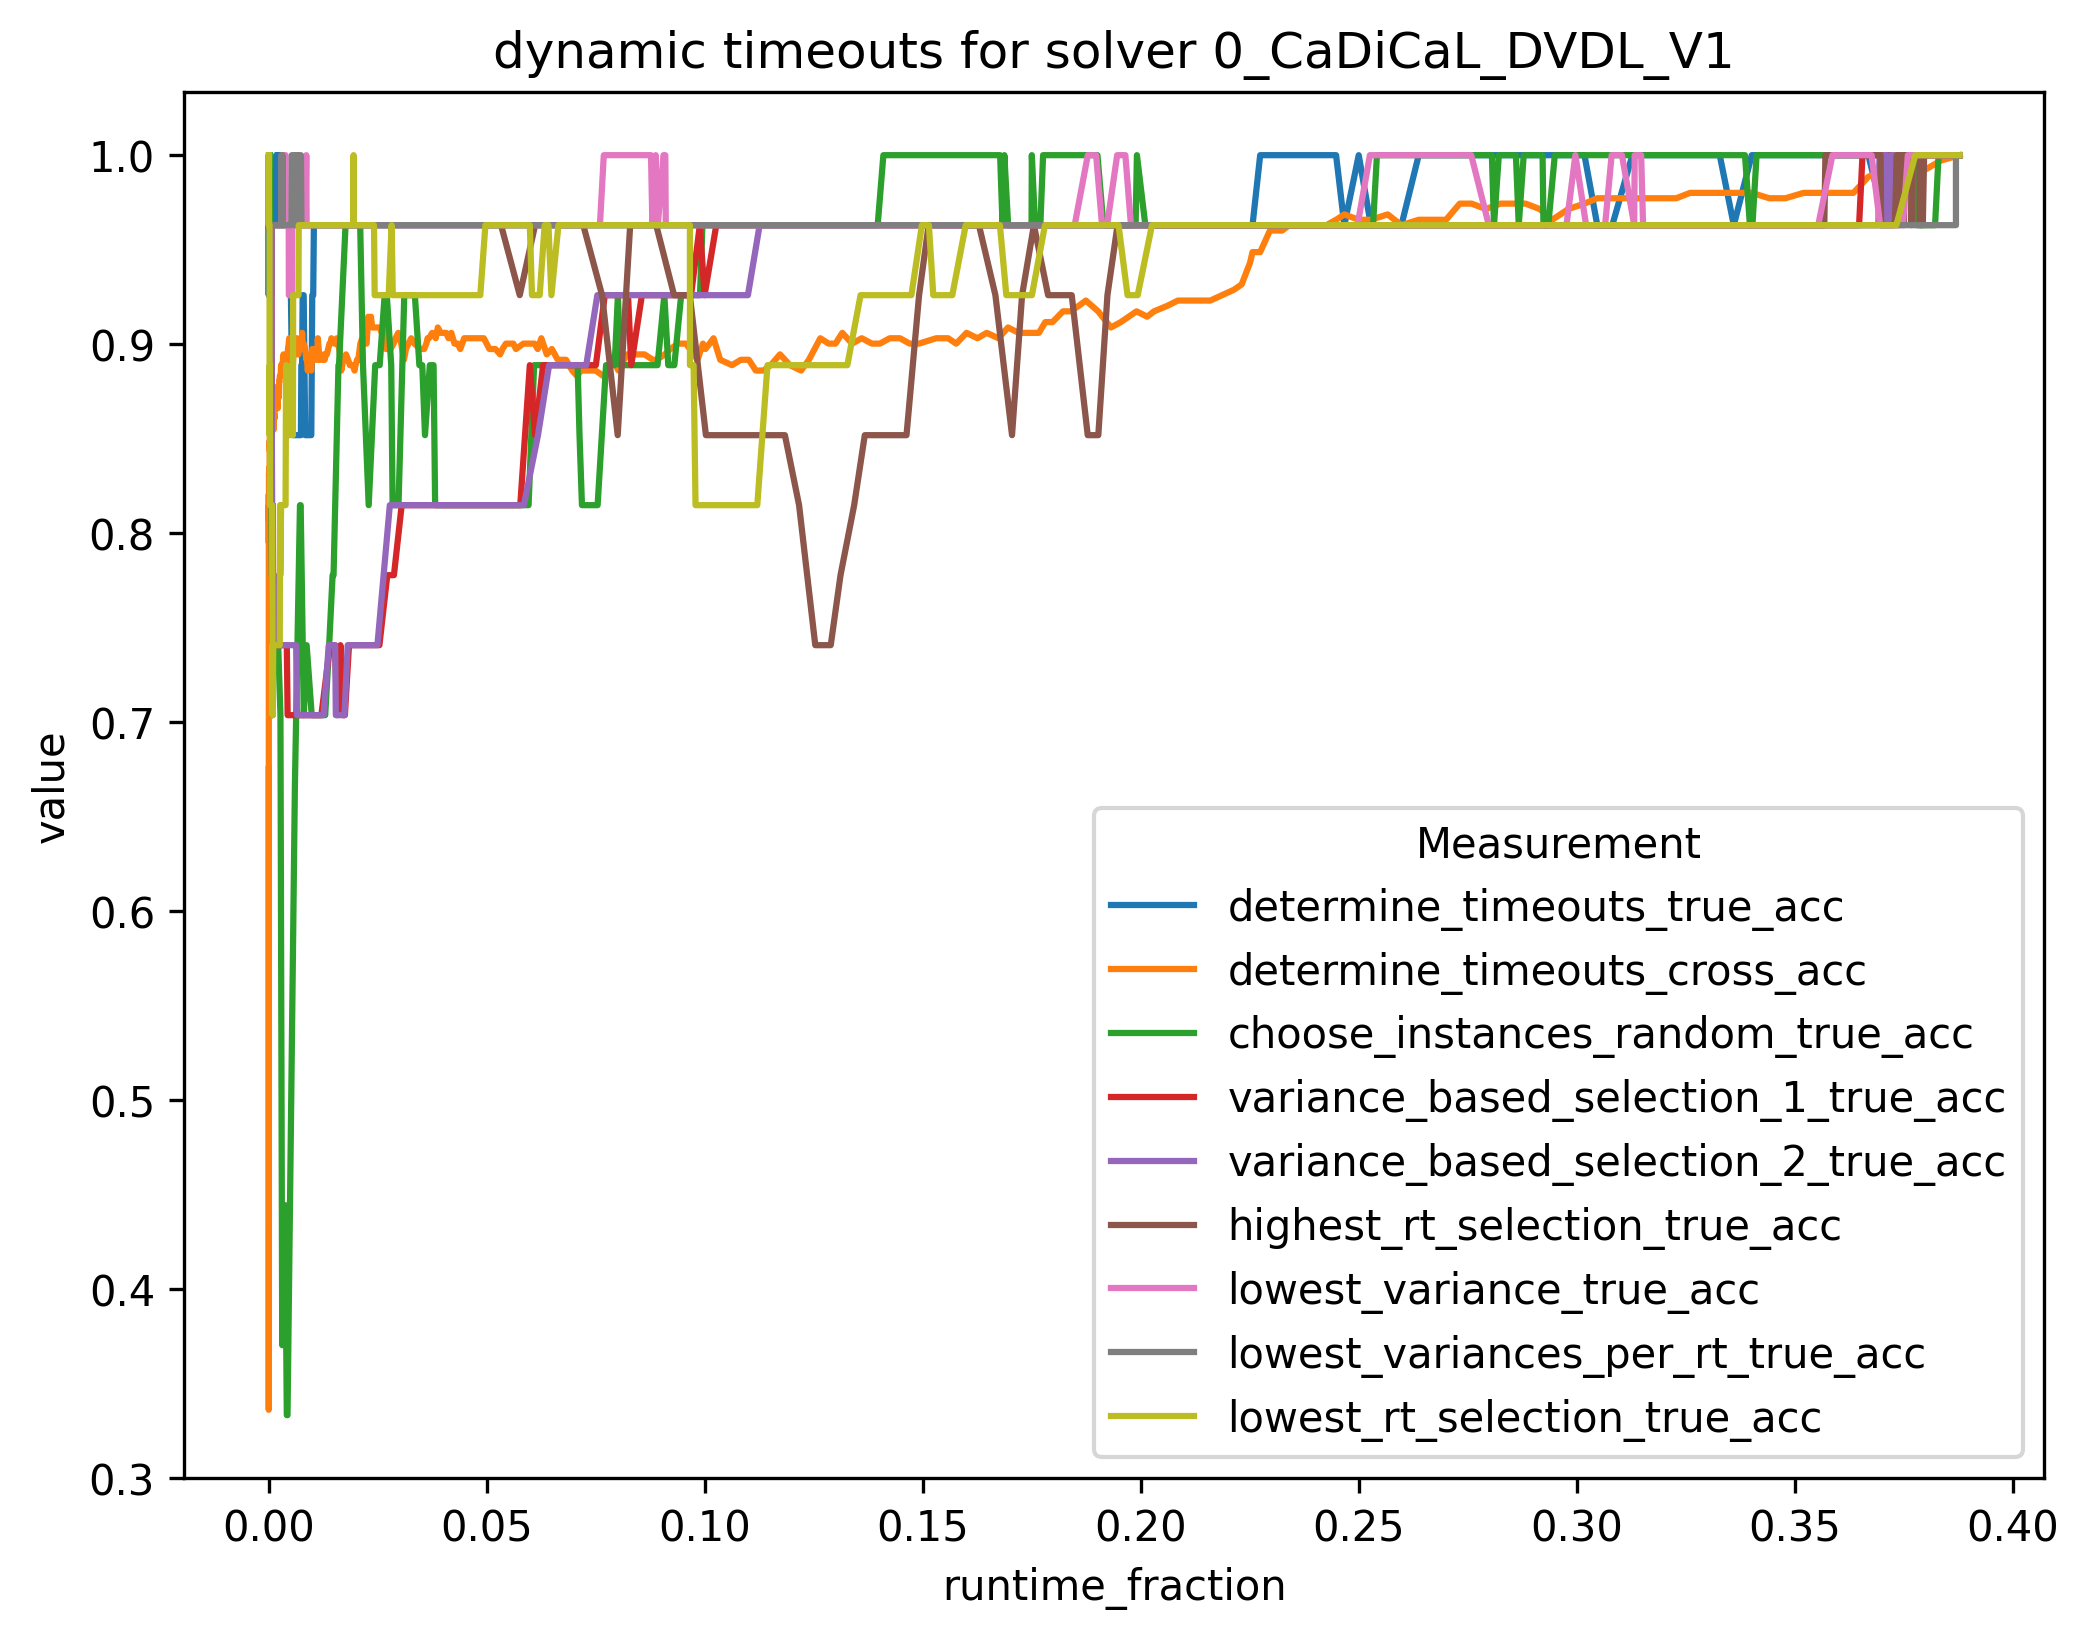 dynamic timeouts for solver 0_CaDiCaL_DVDL_V1
1.0
0.9
0.8
0.7
0.6
0.5
0.4
0.3
value
0.00 0.05 0.10 0.15 0.20 0.25 0.30 0.35 0.40
runtime_fraction
Measurement
determine_timeouts_true_acc
determine_timeouts_cross_acc
choose_instances_random_true_acc
variance_based_selection_1_true_acc
variance_based_selection_2_true_acc
highest_rt_selection_true_acc
lowest_variance_true_acc
lowest_variances_per_rt_true_acc
lowest_rt_selection_true_acc